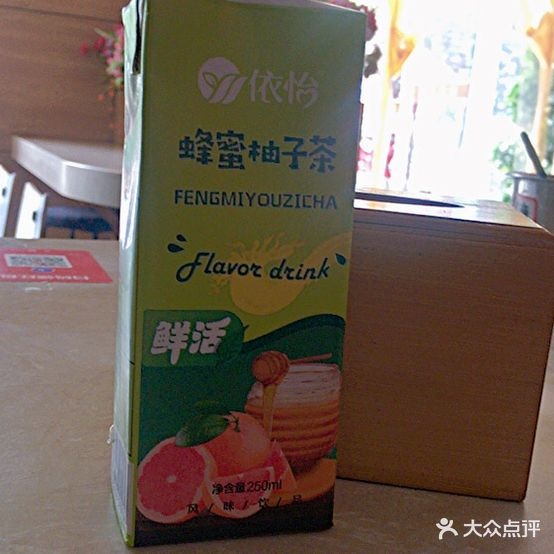 依怡
蜂蜜柚子茶
FENGMIYOUZICHA
Flavor drink
鲜活
净含量250ml
风/味/饮/品
大众点评